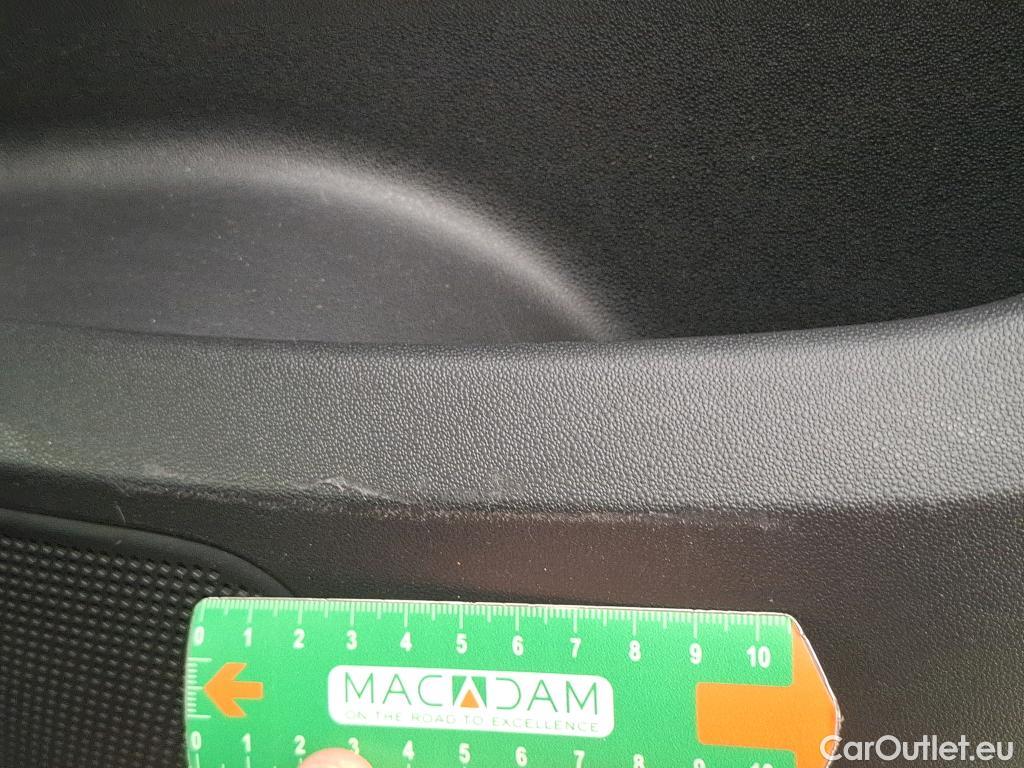 0 1 2 3 4 5 6 7 8 9 10
MACADAM
ON THE ROAD TO EXCELLENCE
0 1 2 3 4 5 6 7 8 9 10
CarOutlet.eu